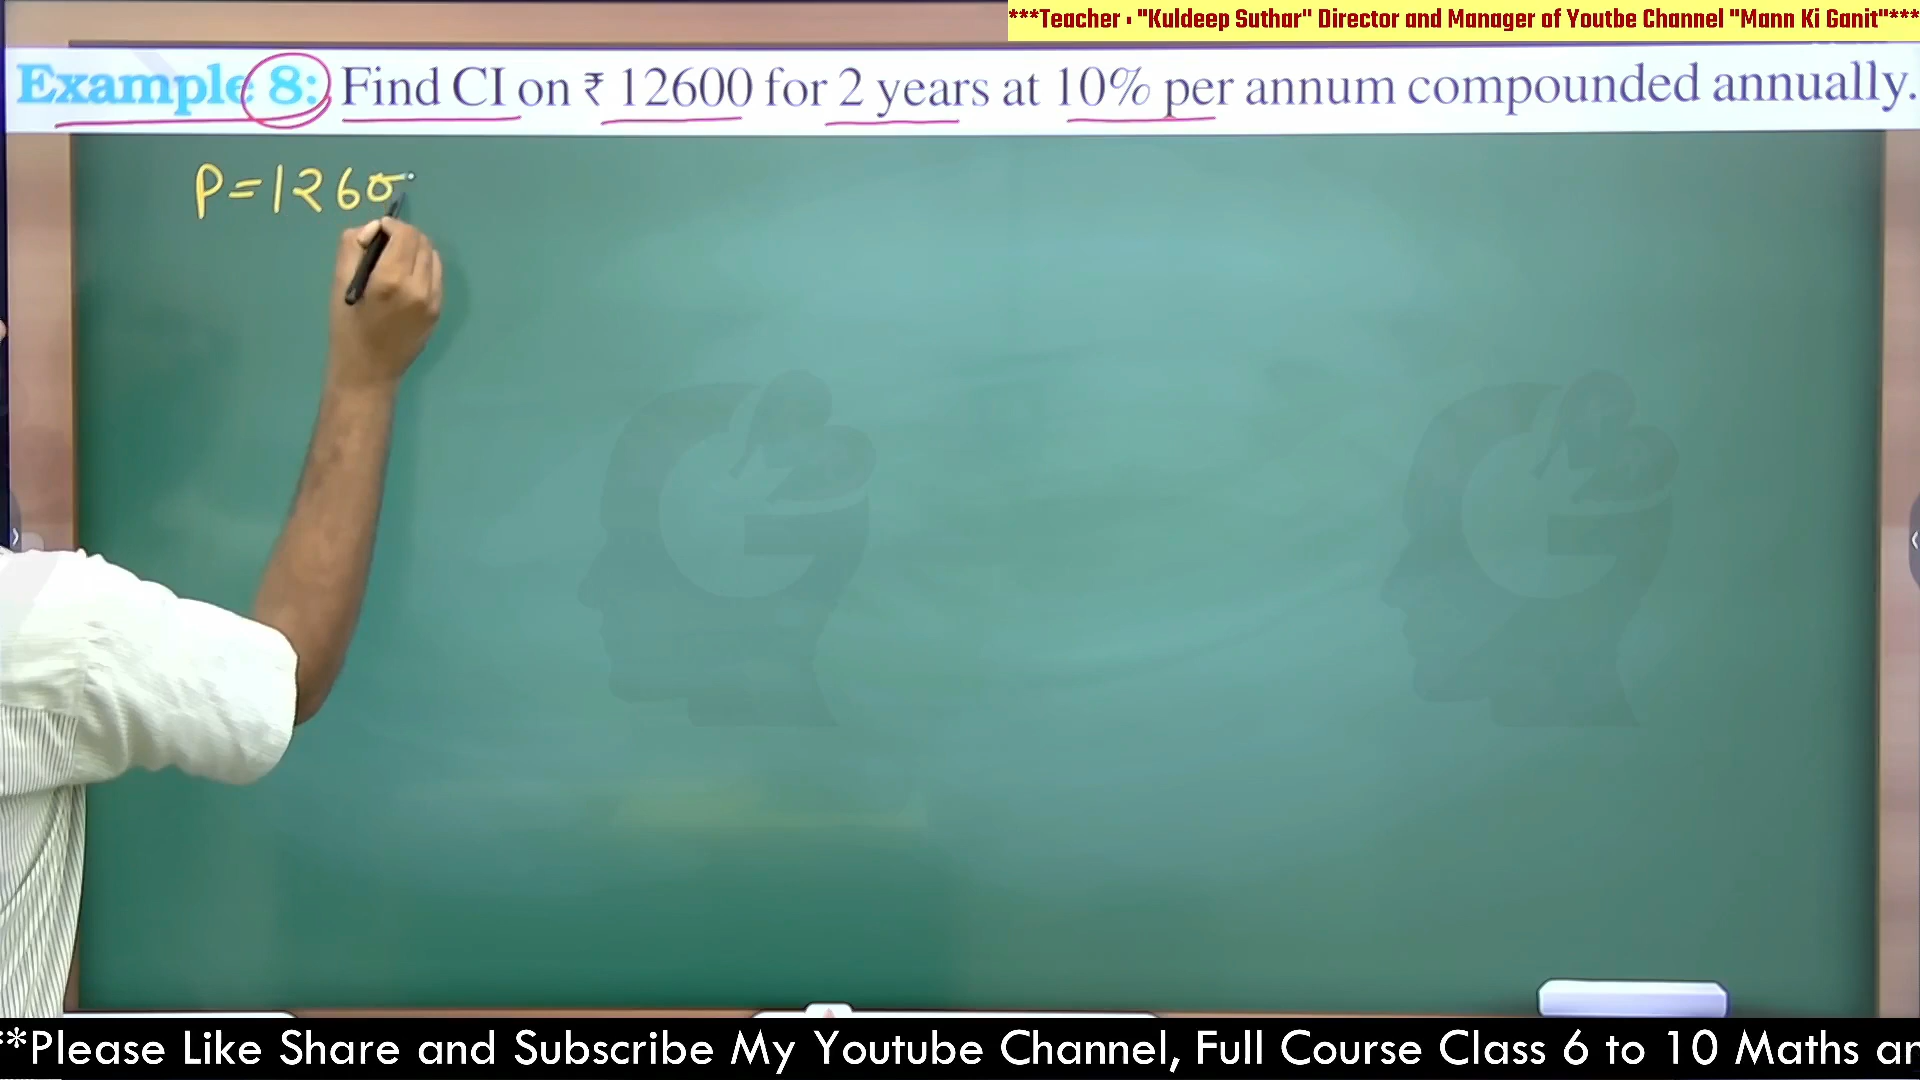 ***Teacher : "Kuldeep Suthar" Director and Manager of Youtbe Channel "Mann Ki Ganit"***
Example 8: Find CI on ₹ 12600 for 2 years at 10% per annum compounded annually.
P=1260
**Please Like Share and Subscribe My Youtube Channel, Full Course Class 6 to 10 Maths